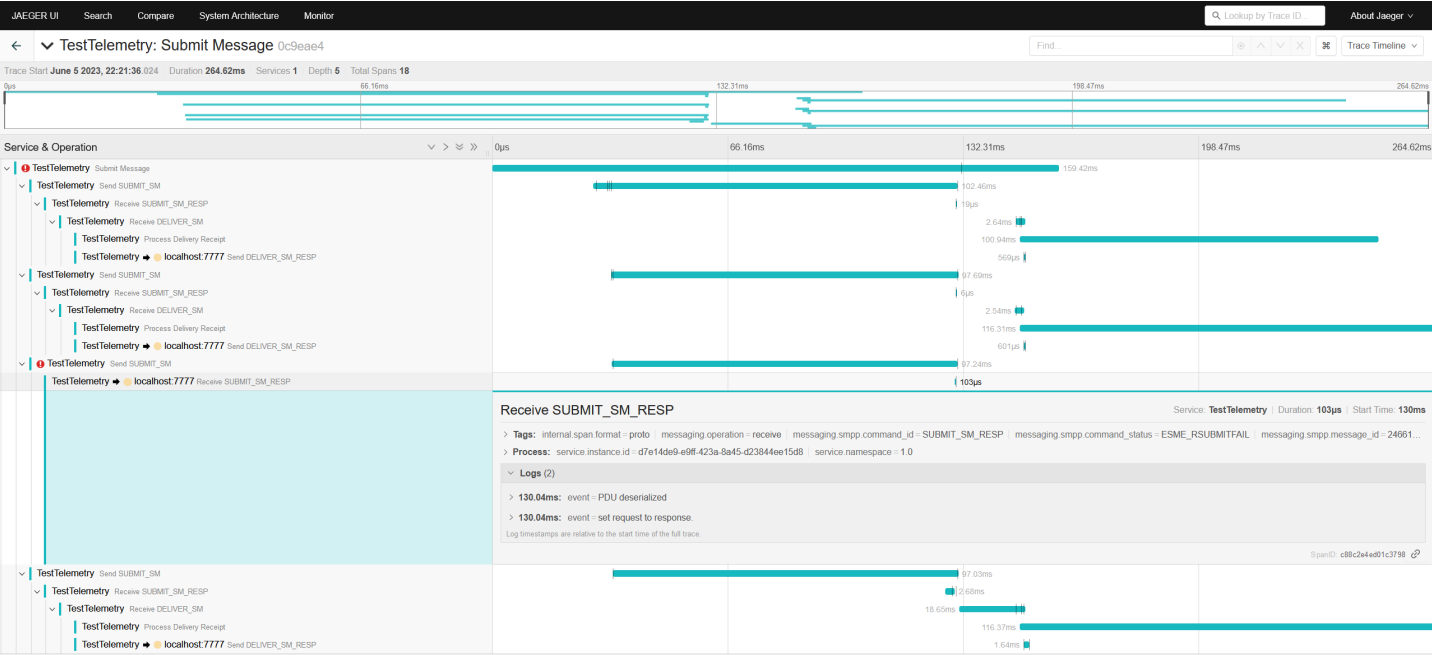 JAEGER UI Search Compare System Architecture Monitor Lookup by Trace ID... About Jaeger
TestTelemetry: Submit Message 0c9eae4 Find... Trace Timeline
Trace Start June 5 2023, 22:21:36.024 Duration 264.62ms Services 1 Depth 5 Total Spans 18
0μs 66.16ms 132.31ms 198.47ms 264.62ms
Service & Operation 0μs 66.16ms 132.31ms 198.47ms 264.62ms
TestTelemetry Submit Message 159.42ms
TestTelemetry Send SUBMIT_SM 102.46ms
TestTelemetry Receive SUBMIT_SM_RESP 19μs
TestTelemetry Receive DELIVER_SM 2.64ms
TestTelemetry Process Delivery Receipt 100.94ms
TestTelemetry → localhost:7777 Send DELIVER_SM_RESP 569μs
TestTelemetry Send SUBMIT_SM 97.69ms
TestTelemetry Receive SUBMIT_SM_RESP 6μs
TestTelemetry Receive DELIVER_SM 2.54ms
TestTelemetry Process Delivery Receipt 116.31ms
TestTelemetry → localhost:7777 Send DELIVER_SM_RESP 601μs
TestTelemetry Send SUBMIT_SM 97.24ms
TestTelemetry → localhost:7777 Receive SUBMIT_SM_RESP 103μs
Receive SUBMIT_SM_RESP Service: TestTelemetry | Duration: 103μs | Start Time: 130ms
Tags: internal.span.format = proto | messaging.operation = receive | messaging.smpp.command_id = SUBMIT_SM_RESP | messaging.smpp.command_status = ESME_RSUBMITFAIL | messaging.smpp.message_id = 24661...
Process: service.instance.id = d7e14de9-e9ff-423a-8a45-d23844ee15d8 | service.namespace = 1.0
Logs (2)
130.04ms: event = PDU deserialized
130.04ms: event = set request to response.
Log timestamps are relative to the start time of the full trace.
SpanID: c88c2e4ed01c3798
TestTelemetry Send SUBMIT_SM 97.03ms
TestTelemetry Receive SUBMIT_SM_RESP 2.68ms
TestTelemetry Receive DELIVER_SM 18.65ms
TestTelemetry Process Delivery Receipt 116.37ms
TestTelemetry → localhost:7777 Send DELIVER_SM_RESP 1.64ms